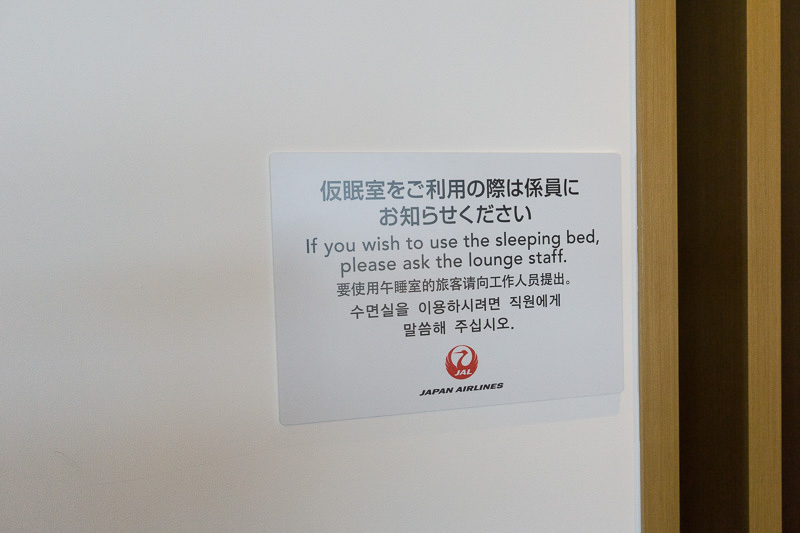 仮眠室をご利用の際は係員に
お知らせください
If you wish to use the sleeping bed,
please ask the lounge staff.
要使用午睡室的旅客请向工作人员提出。
수면실을 이용하시려면 직원에게
말씀해 주십시오.
JAL
JAPAN AIRLINES